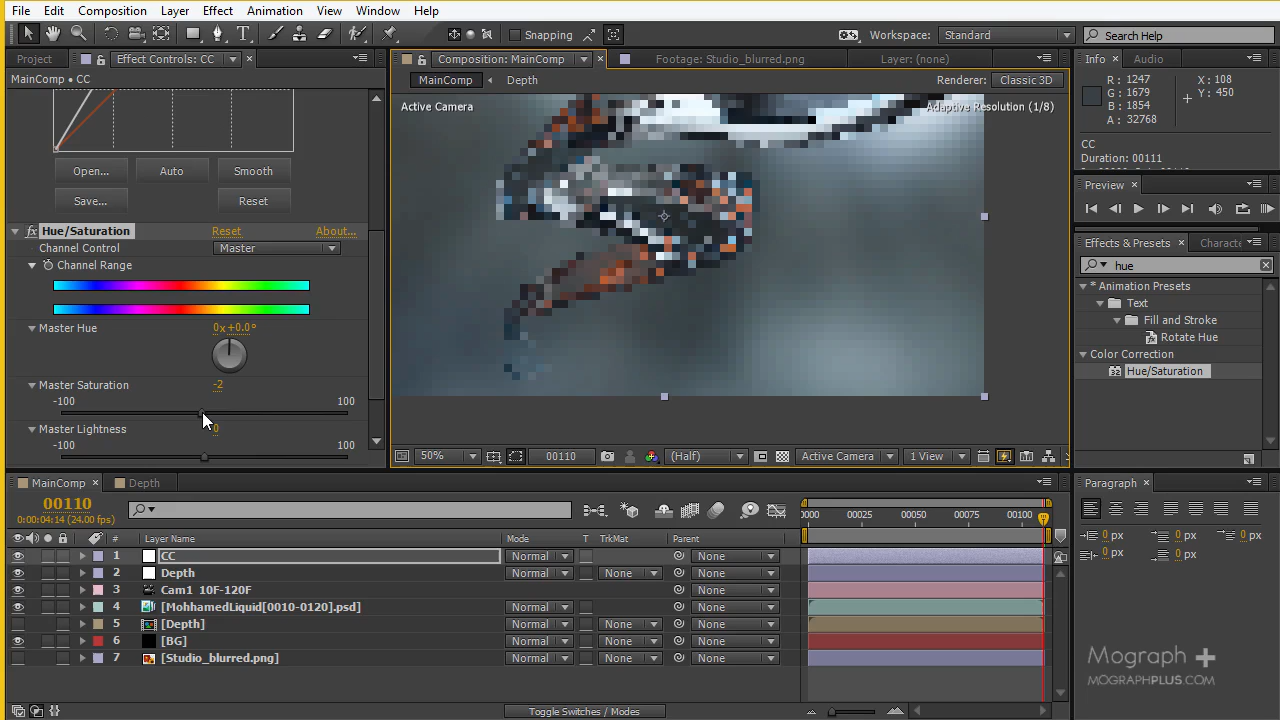 File Edit Composition Layer Effect Animation View Window Help
Snapping Workspace: Standard Search Help
Project Effect Controls: CC Composition: MainComp Footage: Studio_blurred.png Layer: (none) Info Audio
MainComp • CC MainComp Depth Renderer: Classic 3D
Active Camera Adaptive Resolution (1/8)
R : 1247 X : 108
G : 1679 Y : 450
B : 1854
A : 32768
CC
Duration: 00111
Open... Auto Smooth
Save... Reset
Preview
Hue/Saturation Reset About...
Channel Control Master
Channel Range
Effects & Presets Characte
hue
* Animation Presets
Text
Fill and Stroke
Rotate Hue
Color Correction
32 Hue/Saturation
Master Hue 0x+0.0°
Master Saturation -2
-100 100
Master Lightness 0
-100 100
50% 00110 (Half) Active Camera 1 View
MainComp Depth
Paragraph
00110
0:00:04:14 (24.00 fps)
0000 00025 00050 00075 00100
# Layer Name Mode T TrkMat Parent
0 px 0 px 0 px
0 px 0 px
1 CC Normal None
2 Depth Normal None None
3 Cam1 10F-120F None
4 [MohhamedLiquid[0010-0120].psd] Normal None None
5 [Depth] Normal None None
6 [BG] Normal None None
7 [Studio_blurred.png] Normal None None
Mograph +
MOGRAPHPLUS.COM
Toggle Switches / Modes